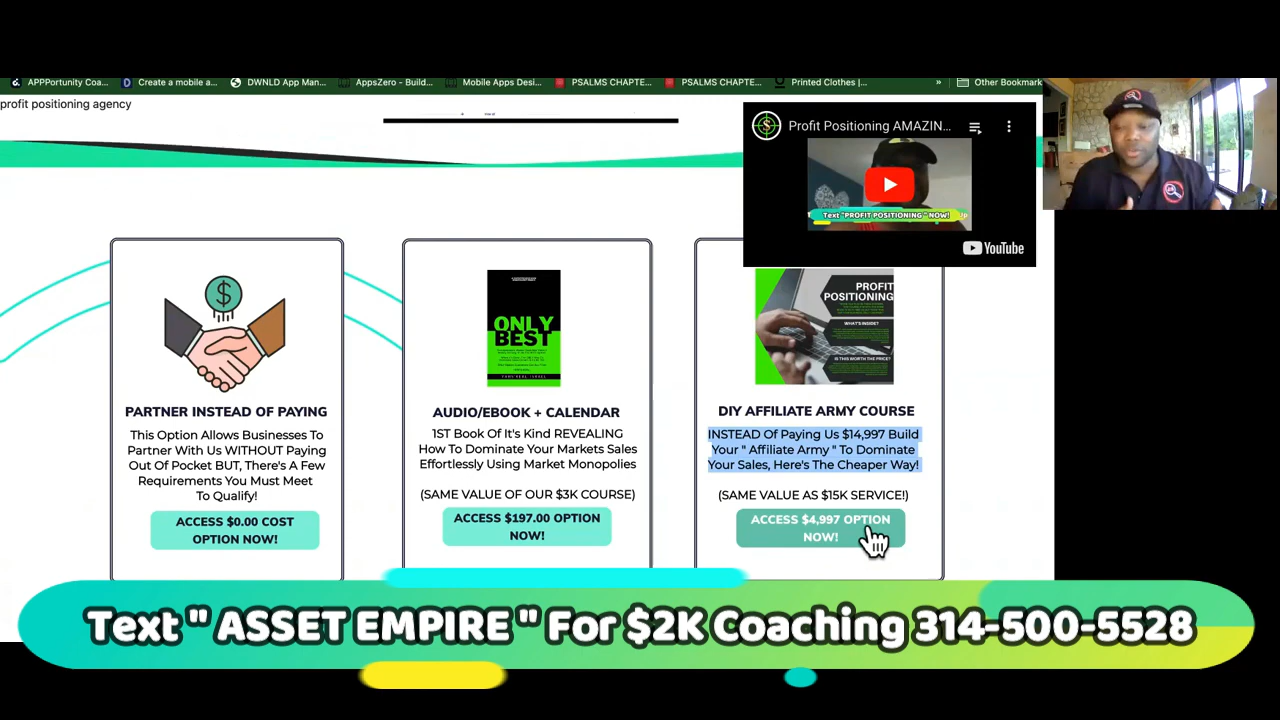 APPPortunity Coa...
Create a mobile a...
DWNLD App Man...
AppsZero - Build...
Mobile Apps Desi...
PSALMS CHAPTE...
PSALMS CHAPTE...
Printed Clothes |...
»
Other Bookmark
profit positioning agency
Profit Positioning AMAZIN...
Text "PROFIT POSITIONING" NOW!
YouTube
PARTNER INSTEAD OF PAYING
This Option Allows Businesses To
Partner With Us WITHOUT Paying
Out Of Pocket BUT, There's A Few
Requirements You Must Meet
To Qualify!
ACCESS $0.00 COST
OPTION NOW!
ONLY
BEST
AUDIO/EBOOK + CALENDAR
1ST Book Of It's Kind REVEALING
How To Dominate Your Markets Sales
Effortlessly Using Market Monopolies
(SAME VALUE OF OUR $3K COURSE)
ACCESS $197.00 OPTION
NOW!
PROFIT
POSITIONING
WHAT'S INSIDE?
IS THIS WORTH THE PRICE?
DIY AFFILIATE ARMY COURSE
INSTEAD Of Paying Us $14,997 Build
Your " Affiliate Army " To Dominate
Your Sales, Here's The Cheaper Way!
(SAME VALUE AS $15K SERVICE!)
ACCESS $4,997 OPTION
NOW!
Text " ASSET EMPIRE " For $2K Coaching 314-500-5528